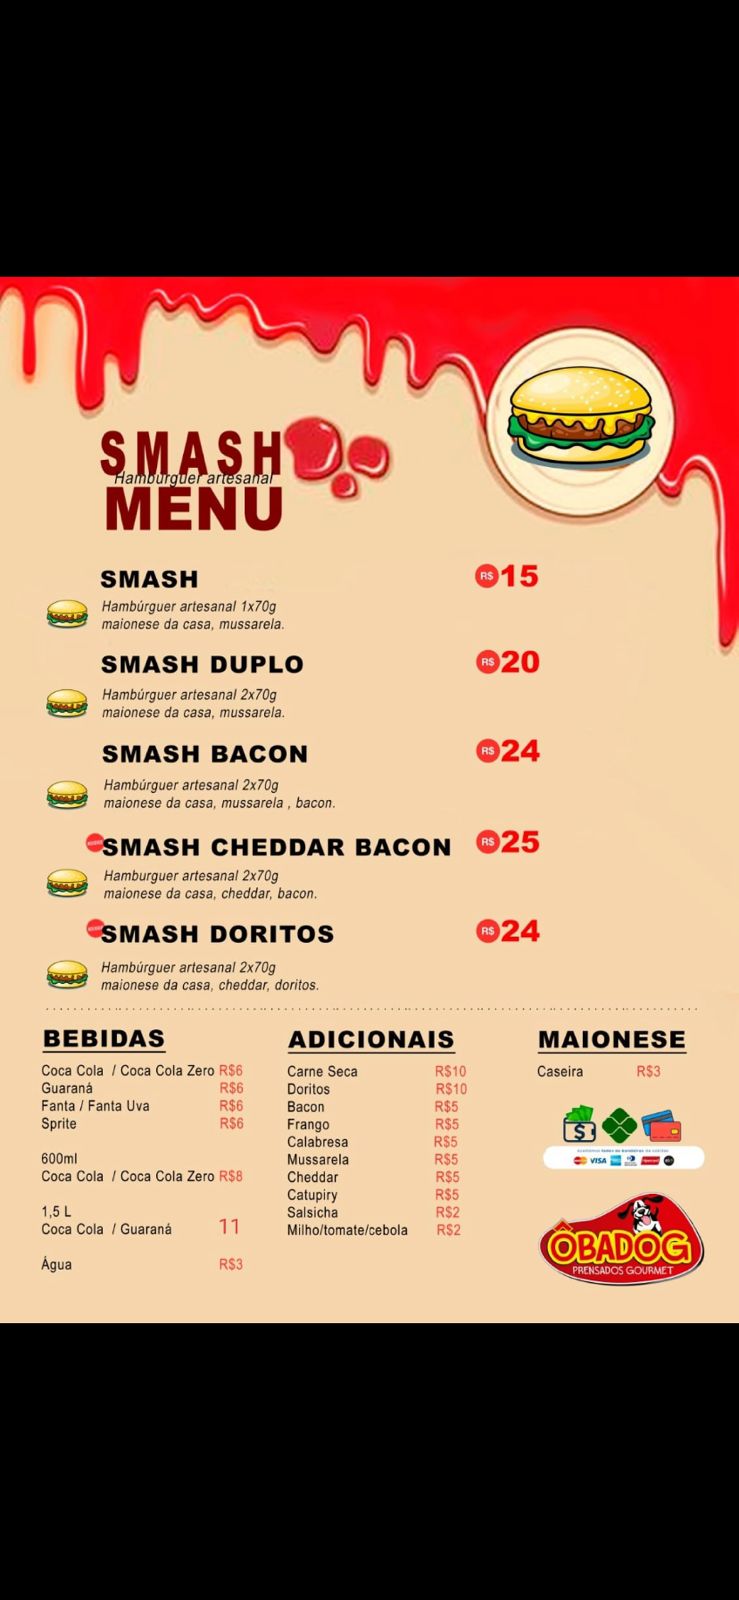 SMASH
Hambúrguer artesanal
MENU
SMASH R$ 15
Hambúrguer artesanal 1x70g
maionese da casa, mussarela.
SMASH DUPLO R$ 20
Hambúrguer artesanal 2x70g
maionese da casa, mussarela.
SMASH BACON R$ 24
Hambúrguer artesanal 2x70g
maionese da casa, mussarela , bacon.
SMASH CHEDDAR BACON R$ 25
Hamburguer artesanal 2x70g
maionese da casa, cheddar, bacon.
SMASH DORITOS R$ 24
Hambúrguer artesanal 2x70g
maionese da casa, cheddar, doritos.
BEBIDAS
Coca Cola / Coca Cola Zero R$6
Guaraná R$6
Fanta / Fanta Uva R$6
Sprite R$6
600ml
Coca Cola / Coca Cola Zero R$8
1,5 L
Coca Cola / Guaraná 11
Água R$3
ADICIONAIS
Carne Seca R$10
Doritos R$10
Bacon R$5
Frango R$5
Calabresa R$5
Mussarela R$5
Cheddar R$5
Catupiry R$5
Salsicha R$2
Milho/tomate/cebola R$2
MAIONESE
Caseira R$3
VISA
ÔBADOG
PRENSADOS GOURMET